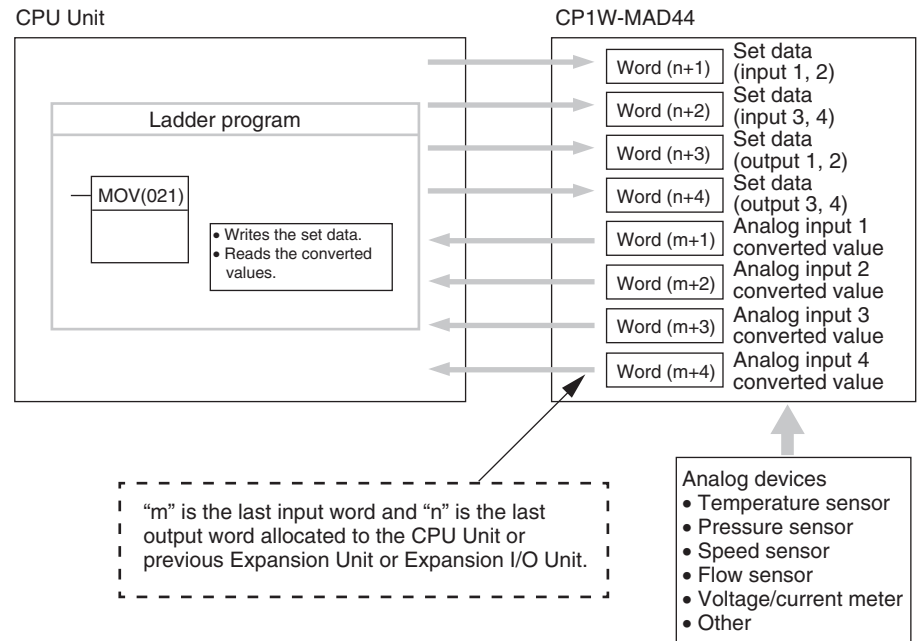 CPU Unit
CP1W-MAD44
Word (n+1)
Set data
(input 1, 2)
Word (n+2)
Set data
(input 3, 4)
Ladder program
Word (n+3)
Set data
(output 1, 2)
MOV(021)
Word (n+4)
Set data
(output 3, 4)
• Writes the set data.
• Reads the converted
values.
Word (m+1)
Analog input 1
converted value
Word (m+2)
Analog input 2
converted value
Word (m+3)
Analog input 3
converted value
Word (m+4)
Analog input 4
converted value
“m” is the last input word and “n” is the last
output word allocated to the CPU Unit or
previous Expansion Unit or Expansion I/O Unit.
Analog devices
• Temperature sensor
• Pressure sensor
• Speed sensor
• Flow sensor
• Voltage/current meter
• Other